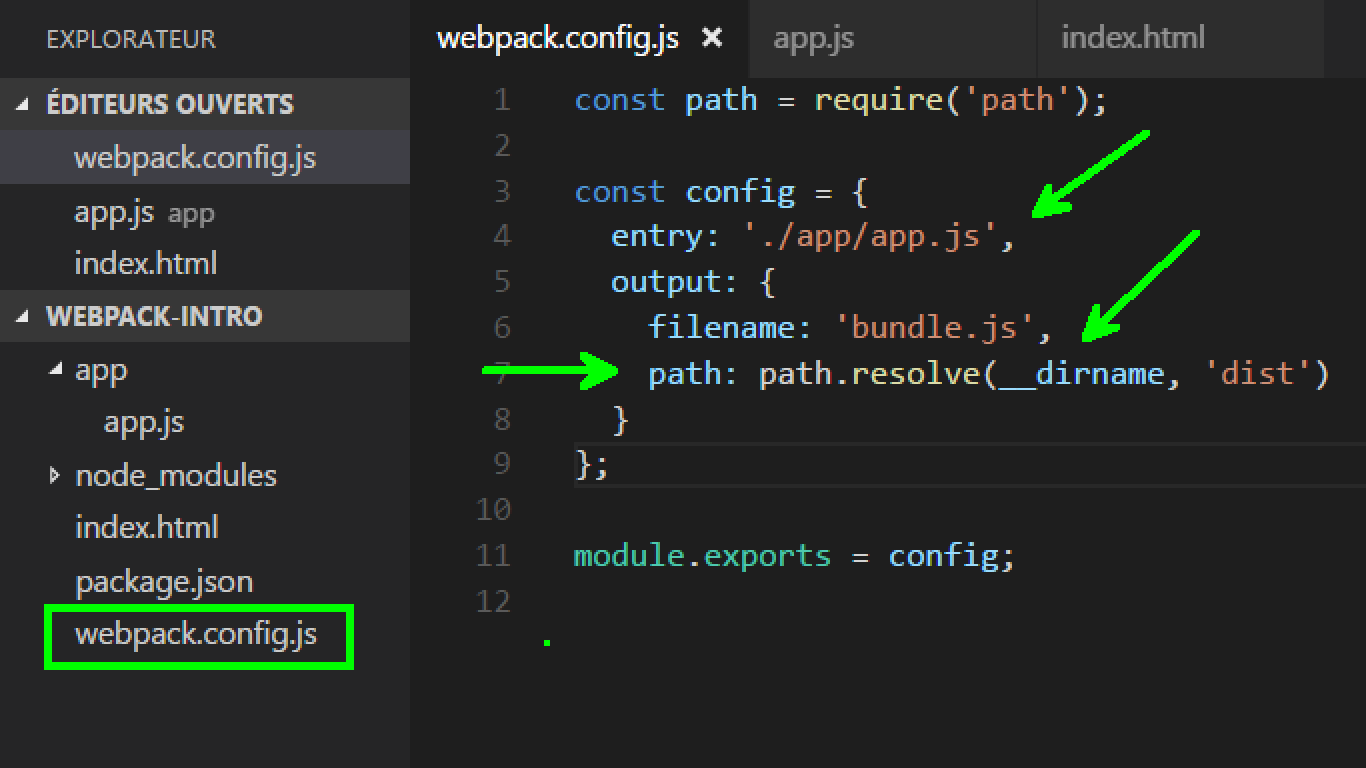 EXPLORATEUR
ÉDITEURS OUVERTS
webpack.config.js
app.js app
index.html
WEBPACK-INTRO
app
app.js
node_modules
index.html
package.json
webpack.config.js
webpack.config.js × app.js index.html
1 const path = require('path');
2
3 const config = {
4 entry: './app/app.js',
5 output: {
6 filename: 'bundle.js',
7 path: path.resolve(__dirname, 'dist')
8 }
9 };
10
11 module.exports = config;
12